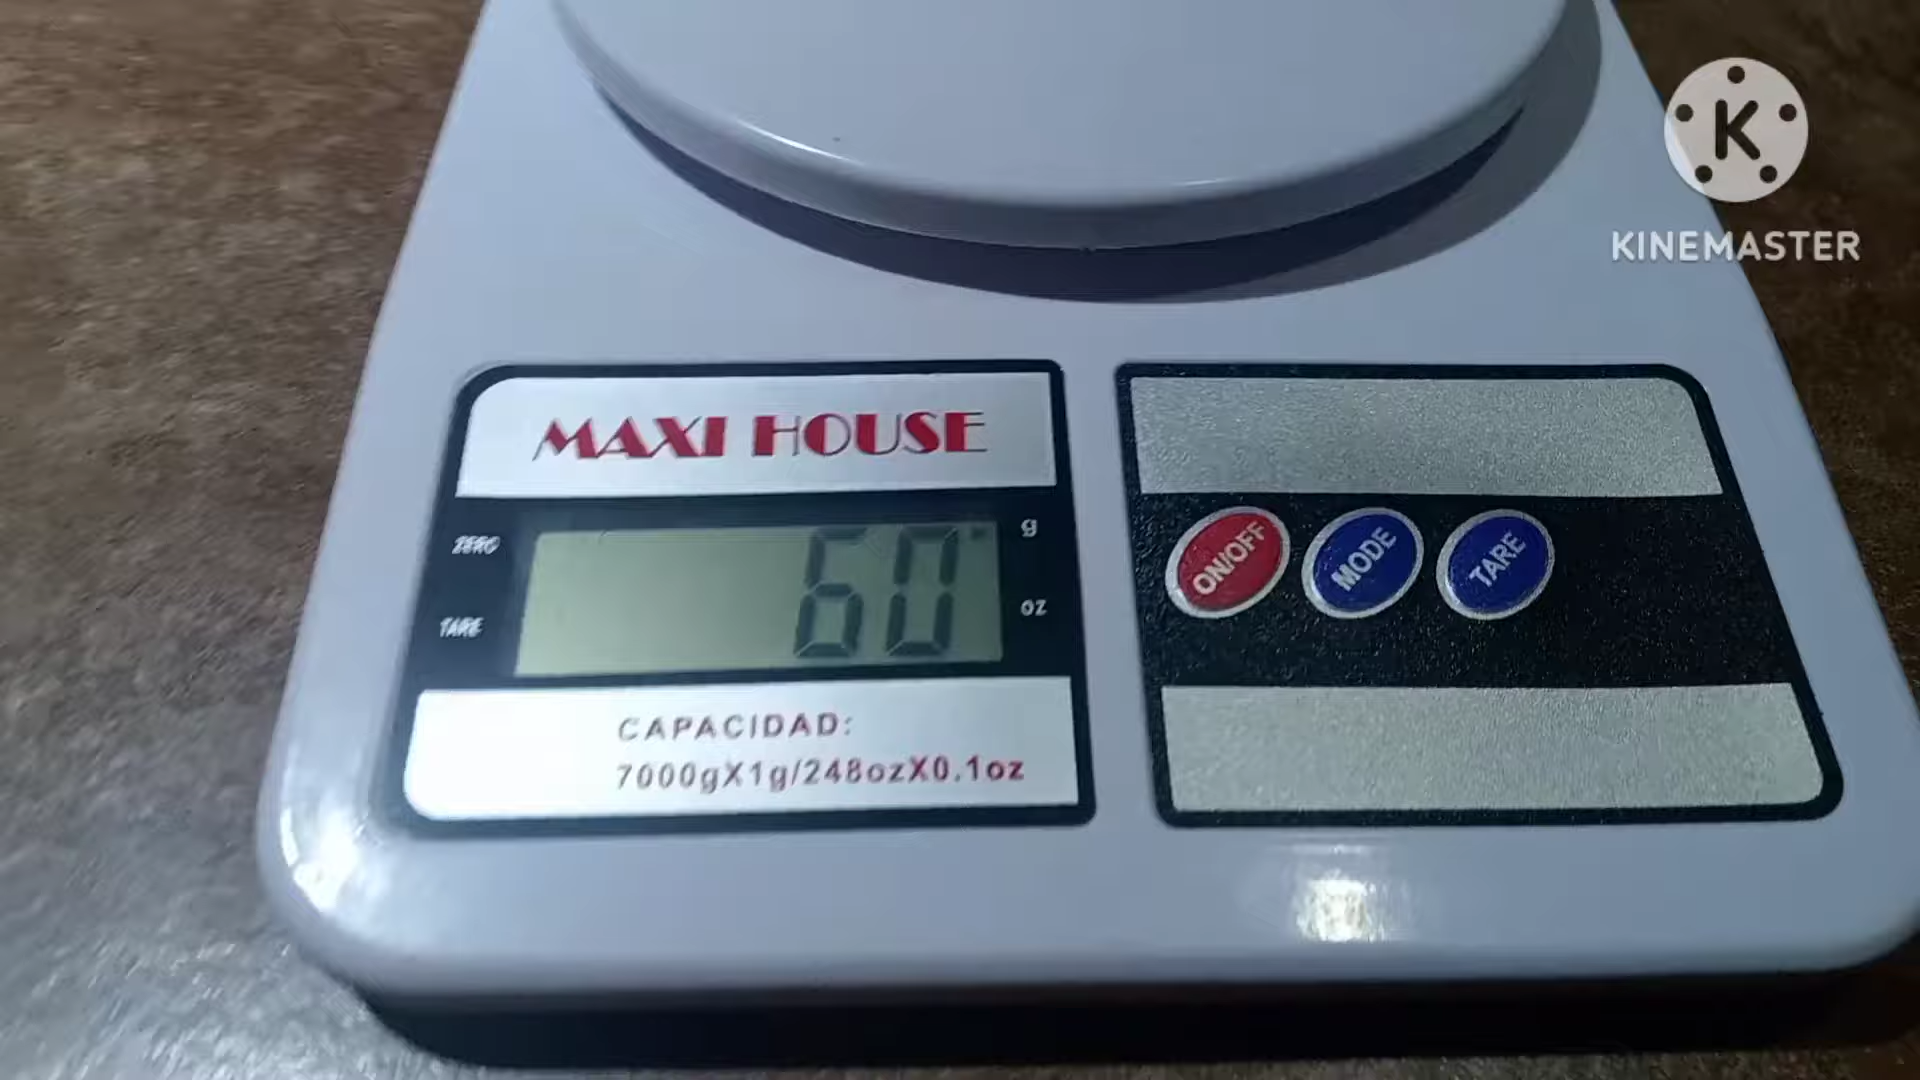 K
KINEMASTER
MAXI HOUSE
ZERO
TARE
60
g
oz
ON/OFF
MODE
TARE
CAPACIDAD:
7000gX1g/248ozX0.1oz